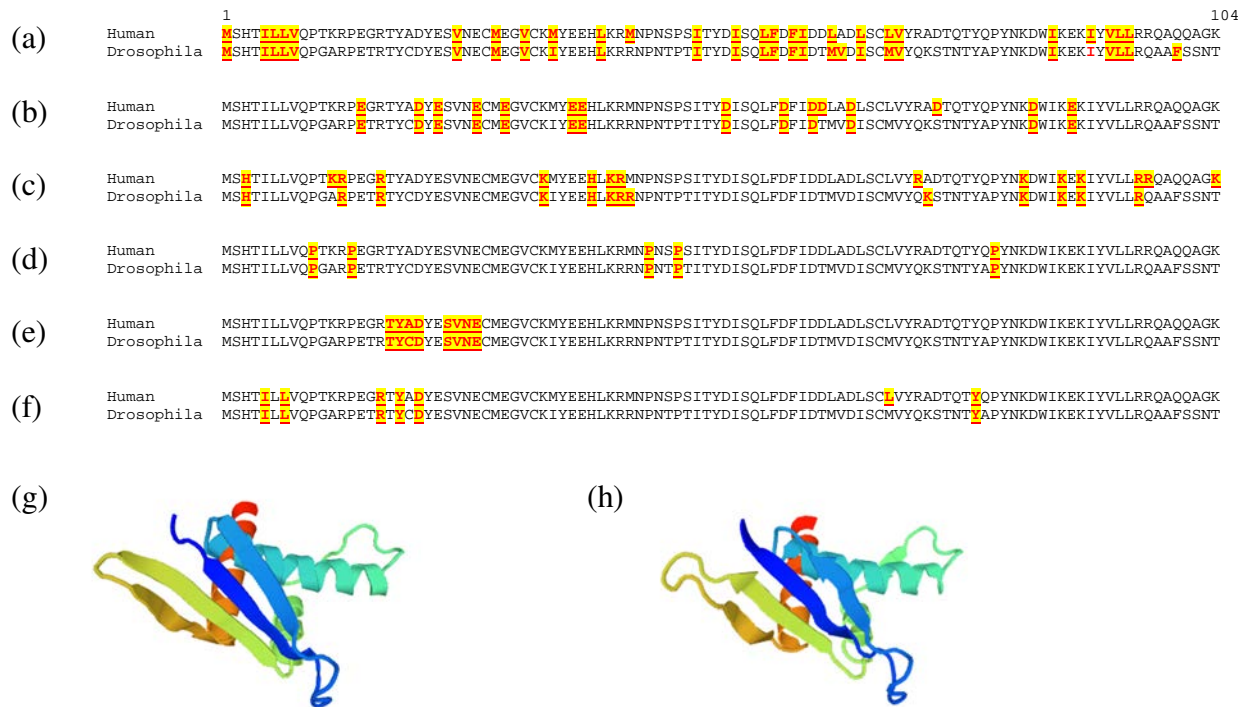 1 104
(a)
Human MSHTILLVQPTKRPEGRTYADYESVNECMEGVCKMYEEHLKRMNPNSPSITYDISQLFDFIDDLADLSCLVYRADTQTYQPYNKDWIKEKIYVLLRRQAQQAGK
Drosophila MSHTILLVQPGARPETRTYCDYESVNECMEGVCKIYEEHLKRRNPNTPTITYDISQLFDFIDTMVDISCMVYQKSTNTYAPYNKDWIKEKIYVLLRQAAFSSNT
(b)
Human MSHTILLVQPTKRPEGRTYADYESVNECMEGVCKMYEEHLKRMNPNSPSITYDISQLFDFIDDLADLSCLVYRADTQTYQPYNKDWIKEKIYVLLRRQAQQAGK
Drosophila MSHTILLVQPGARPETRTYCDYESVNECMEGVCKIYEEHLKRRNPNTPTITYDISQLFDFIDTMVDISCMVYQKSTNTYAPYNKDWIKEKIYVLLRQAAFSSNT
(c)
Human MSHTILLVQPTKRPEGRTYADYESVNECMEGVCKMYEEHLKRMNPNSPSITYDISQLFDFIDDLADLSCLVYRADTQTYQPYNKDWIKEKIYVLLRRQAQQAGK
Drosophila MSHTILLVQPGARPETRTYCDYESVNECMEGVCKIYEEHLKRRNPNTPTITYDISQLFDFIDTMVDISCMVYQKSTNTYAPYNKDWIKEKIYVLLRQAAFSSNT
(d)
Human MSHTILLVQPTKRPEGRTYADYESVNECMEGVCKMYEEHLKRMNPNSPSITYDISQLFDFIDDLADLSCLVYRADTQTYQPYNKDWIKEKIYVLLRRQAQQAGK
Drosophila MSHTILLVQPGARPETRTYCDYESVNECMEGVCKIYEEHLKRRNPNTPTITYDISQLFDFIDTMVDISCMVYQKSTNTYAPYNKDWIKEKIYVLLRQAAFSSNT
(e)
Human MSHTILLVQPTKRPEGRTYADYESVNECMEGVCKMYEEHLKRMNPNSPSITYDISQLFDFIDDLADLSCLVYRADTQTYQPYNKDWIKEKIYVLLRRQAQQAGK
Drosophila MSHTILLVQPGARPETRTYCDYESVNECMEGVCKIYEEHLKRRNPNTPTITYDISQLFDFIDTMVDISCMVYQKSTNTYAPYNKDWIKEKIYVLLRQAAFSSNT
(f)
Human MSHTILLVQPTKRPEGRTYADYESVNECMEGVCKMYEEHLKRMNPNSPSITYDISQLFDFIDDLADLSCLVYRADTQTYQPYNKDWIKEKIYVLLRRQAQQAGK
Drosophila MSHTILLVQPGARPETRTYCDYESVNECMEGVCKIYEEHLKRRNPNTPTITYDISQLFDFIDTMVDISCMVYQKSTNTYAPYNKDWIKEKIYVLLRQAAFSSNT
(g) (h)